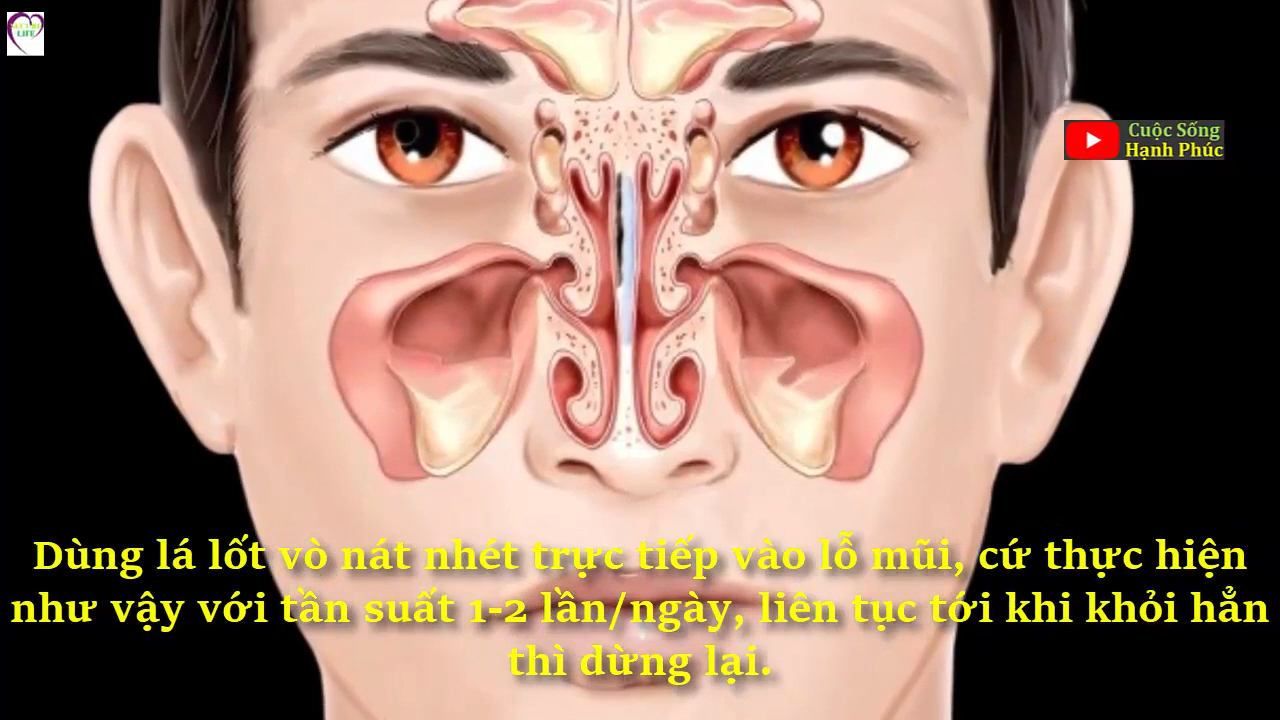 LIFE
Cuộc Sống
Hạnh Phúc
Dùng lá lốt vò nát nhét trực tiếp vào lỗ mũi, cứ thực hiện
như vậy với tần suất 1-2 lần/ngày, liên tục tới khi khỏi hẳn
thì dừng lại.